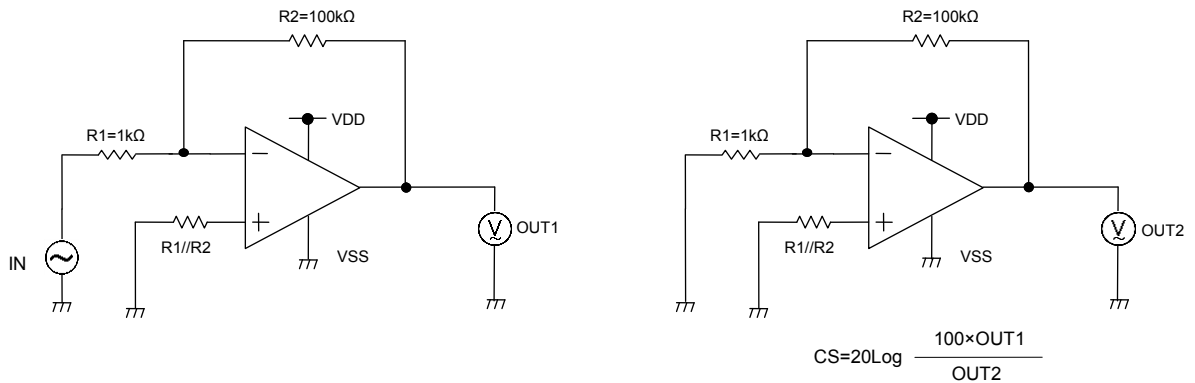 R2=100kΩ
VDD
R1=1kΩ
−
+
V
OUT1
R1//R2
VSS
IN
R2=100kΩ
VDD
R1=1kΩ
−
+
V
OUT2
R1//R2
VSS
CS=20Log 100×OUT1
OUT2